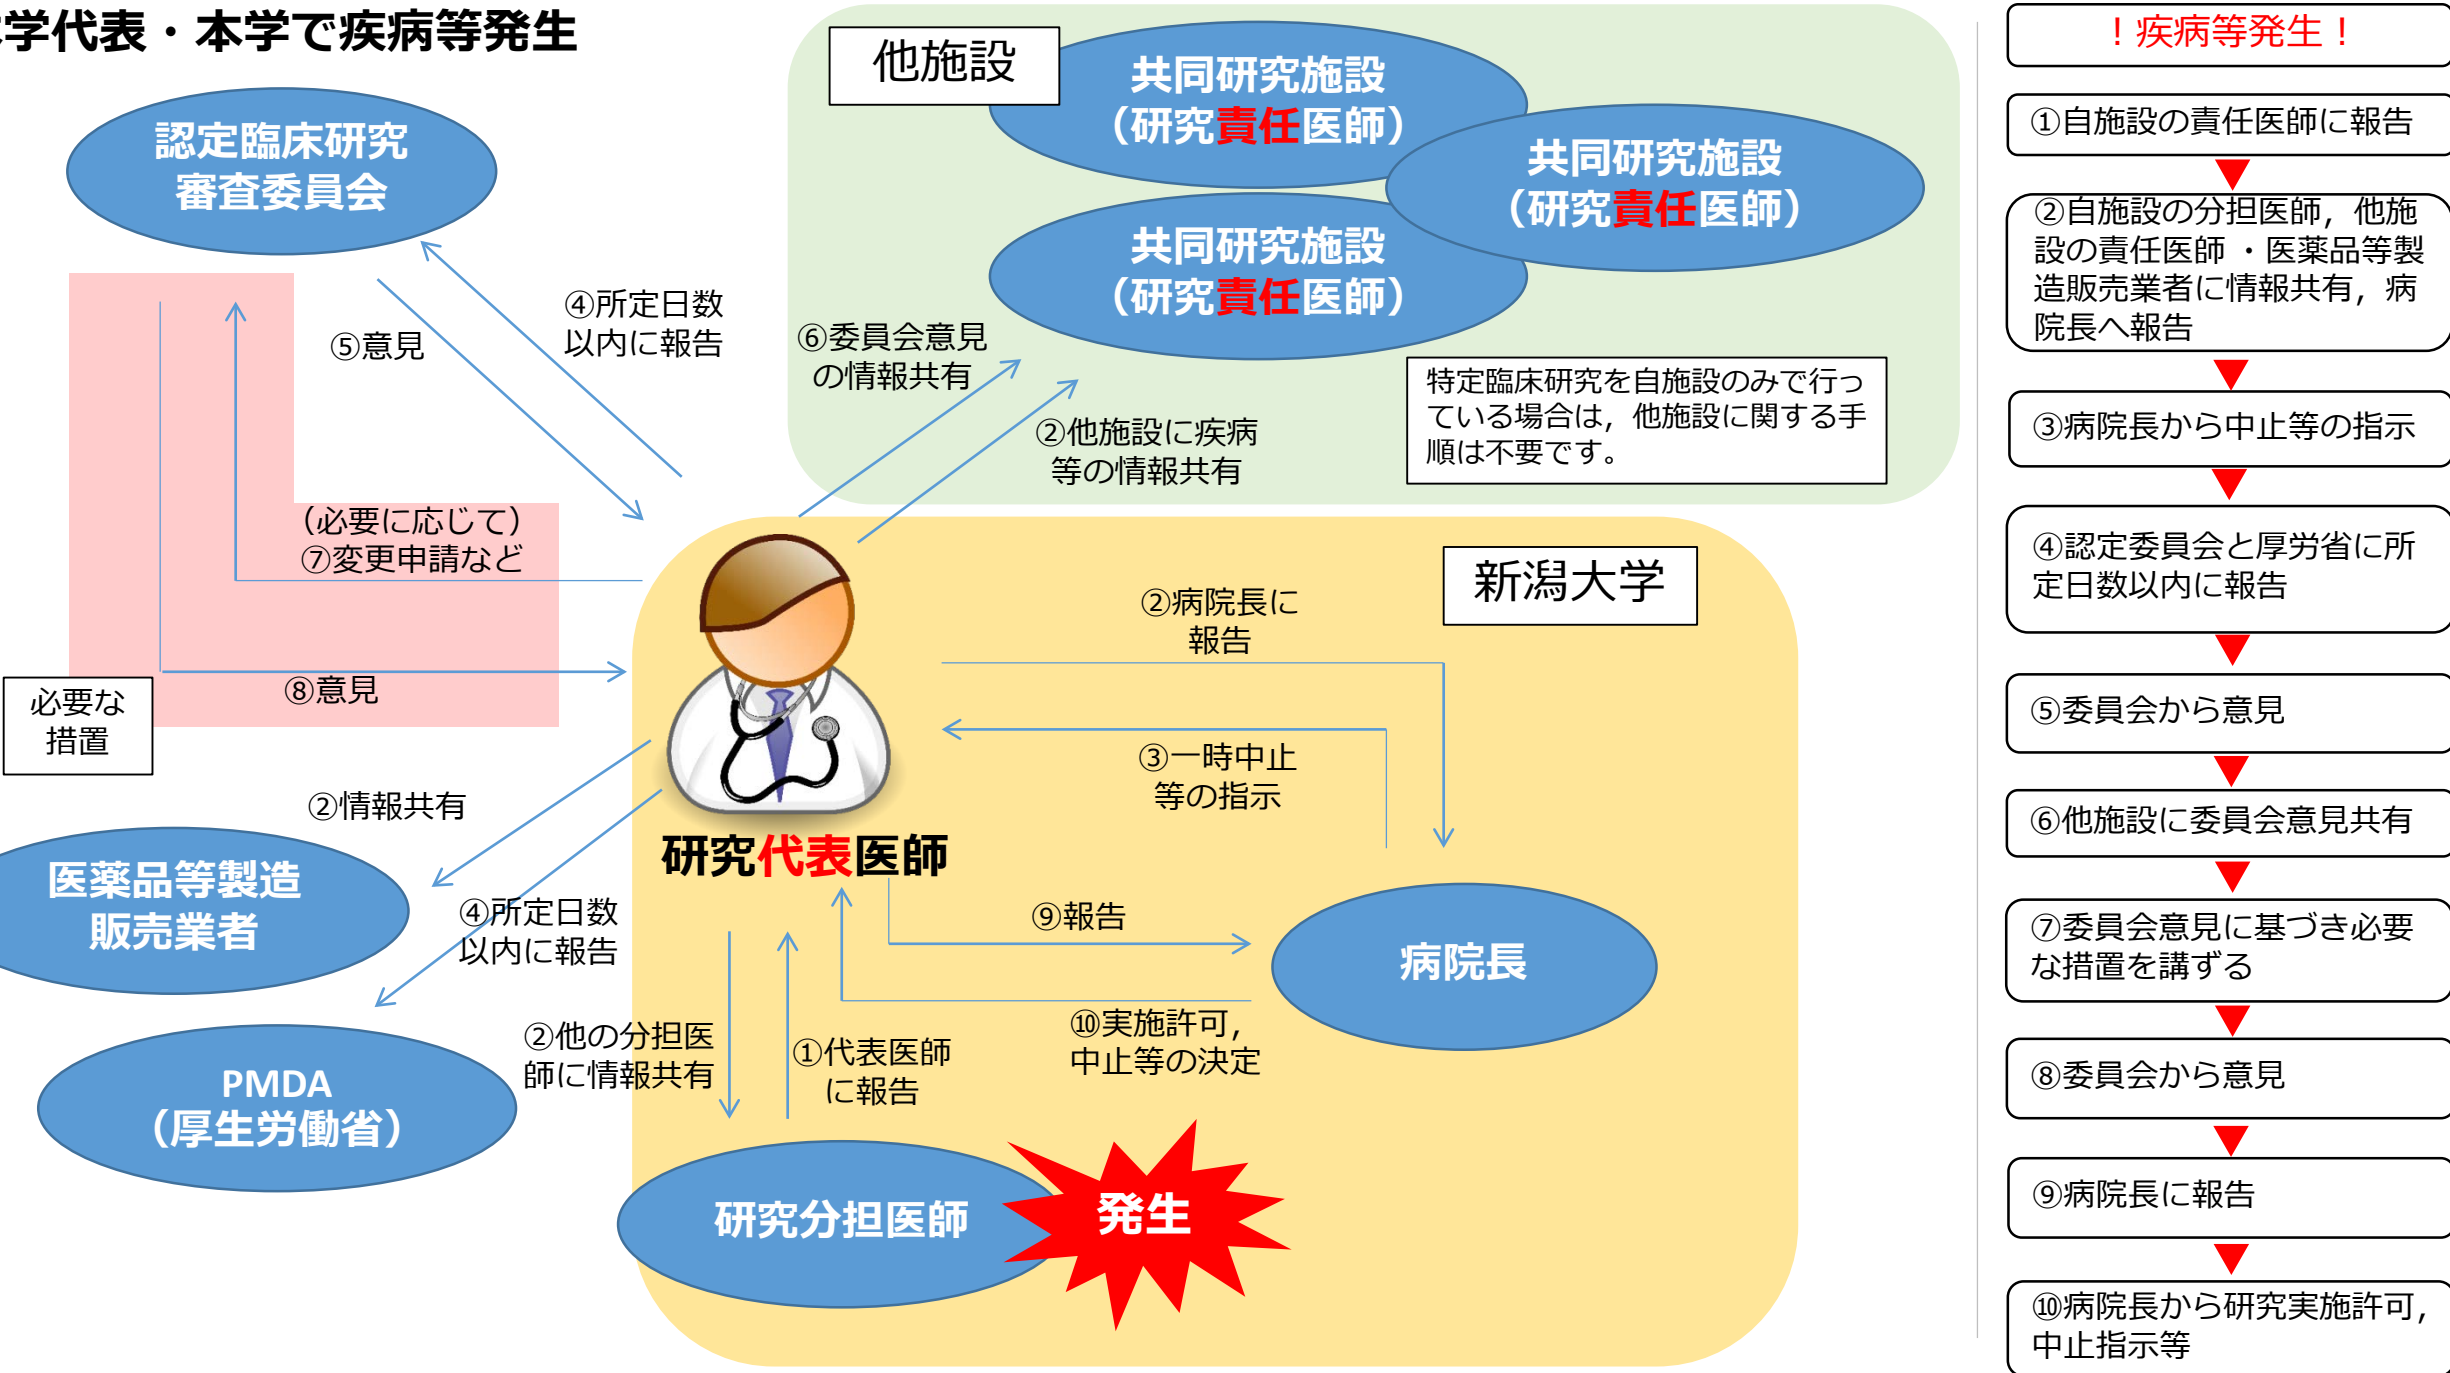 学代表・本学で疾病等発生
認定臨床研究
審査委員会
④所定日数
以内に報告
⑤意見
(必要に応じて)
⑦変更申請など
⑧意見
必要な
措置
②情報共有
医薬品等製造
販売業者
④所定日数
以内に報告
PMDA
(厚生労働省)
他施設
共同研究施設
(研究責任医師)
共同研究施設
(研究責任医師)
共同研究施設
(研究責任医師)
⑥委員会意見
の情報共有
②他施設に疾病
等の情報共有
特定臨床研究を自施設のみで行っ
ている場合は,他施設に関する手
順は不要です。
新潟大学
②病院長に
報告
③一時中止
等の指示
研究代表医師
⑨報告
病院長
⑩実施許可,
中止等の決定
②他の分担医
師に情報共有
①代表医師
に報告
研究分担医師
発生
!疾病等発生!
①自施設の責任医師に報告
②自施設の分担医師,他施
設の責任医師 ・医薬品等製
造販売業者に情報共有,病
院長へ報告
③病院長から中止等の指示
④認定委員会と厚労省に所
定日数以内に報告
⑤委員会から意見
⑥他施設に委員会意見共有
⑦委員会意見に基づき必要
な措置を講ずる
⑧委員会から意見
⑨病院長に報告
⑩病院長から研究実施許可,
中止指示等